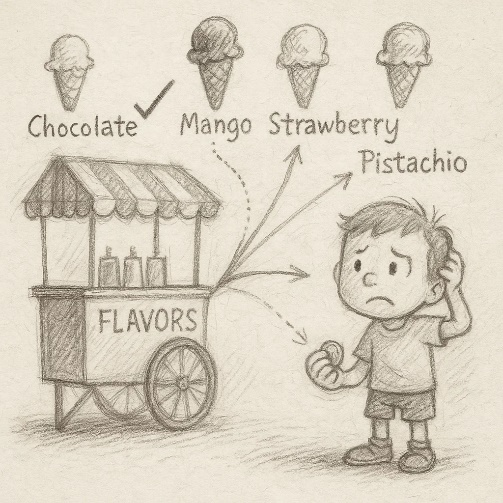 Chocolate Mango Strawberry
Pistachio
FLAVORS